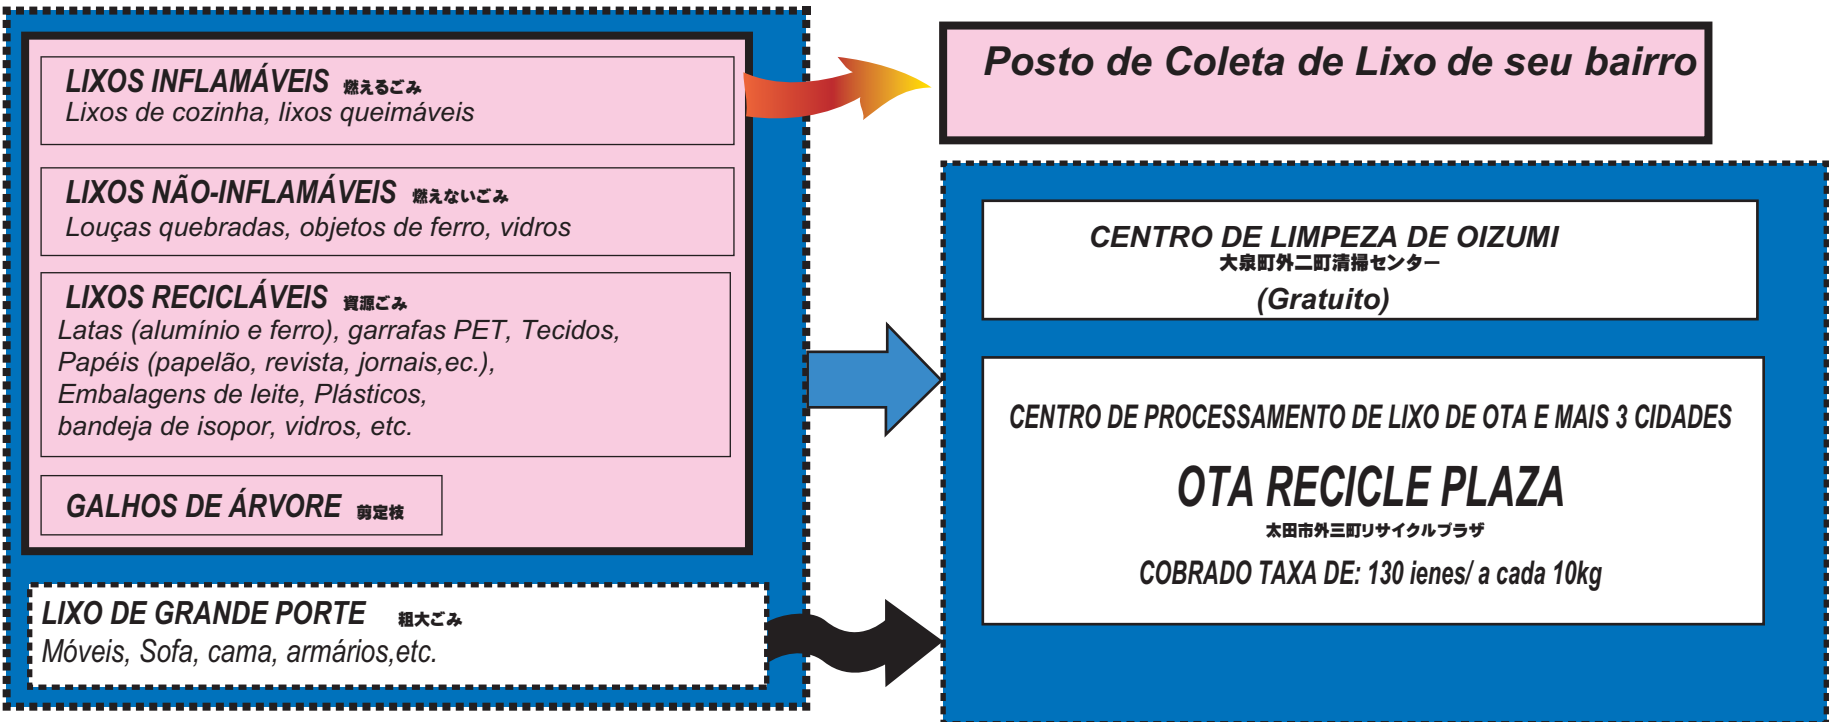 LIXOS INFLAMÁVEIS 燃えるごみ
Lixos de cozinha, lixos queimáveis
LIXOS NÃO-INFLAMÁVEIS 燃えないごみ
Louças quebradas, objetos de ferro, vidros
LIXOS RECICLÁVEIS 資源ごみ
Latas (alumínio e ferro), garrafas PET, Tecidos,
Papéis (papelão, revista, jornais,ec.),
Embalagens de leite, Plásticos,
bandeja de isopor, vidros, etc.
GALHOS DE ÁRVORE 剪定枝
LIXO DE GRANDE PORTE 粗大ごみ
Móveis, Sofa, cama, armários,etc.
Posto de Coleta de Lixo de seu bairro
CENTRO DE LIMPEZA DE OIZUMI
大泉町外二町清掃センター
(Gratuito)
CENTRO DE PROCESSAMENTO DE LIXO DE OTA E MAIS 3 CIDADES
OTA RECICLE PLAZA
太田市外三町リサイクルプラザ
COBRADO TAXA DE: 130 ienes/ a cada 10kg